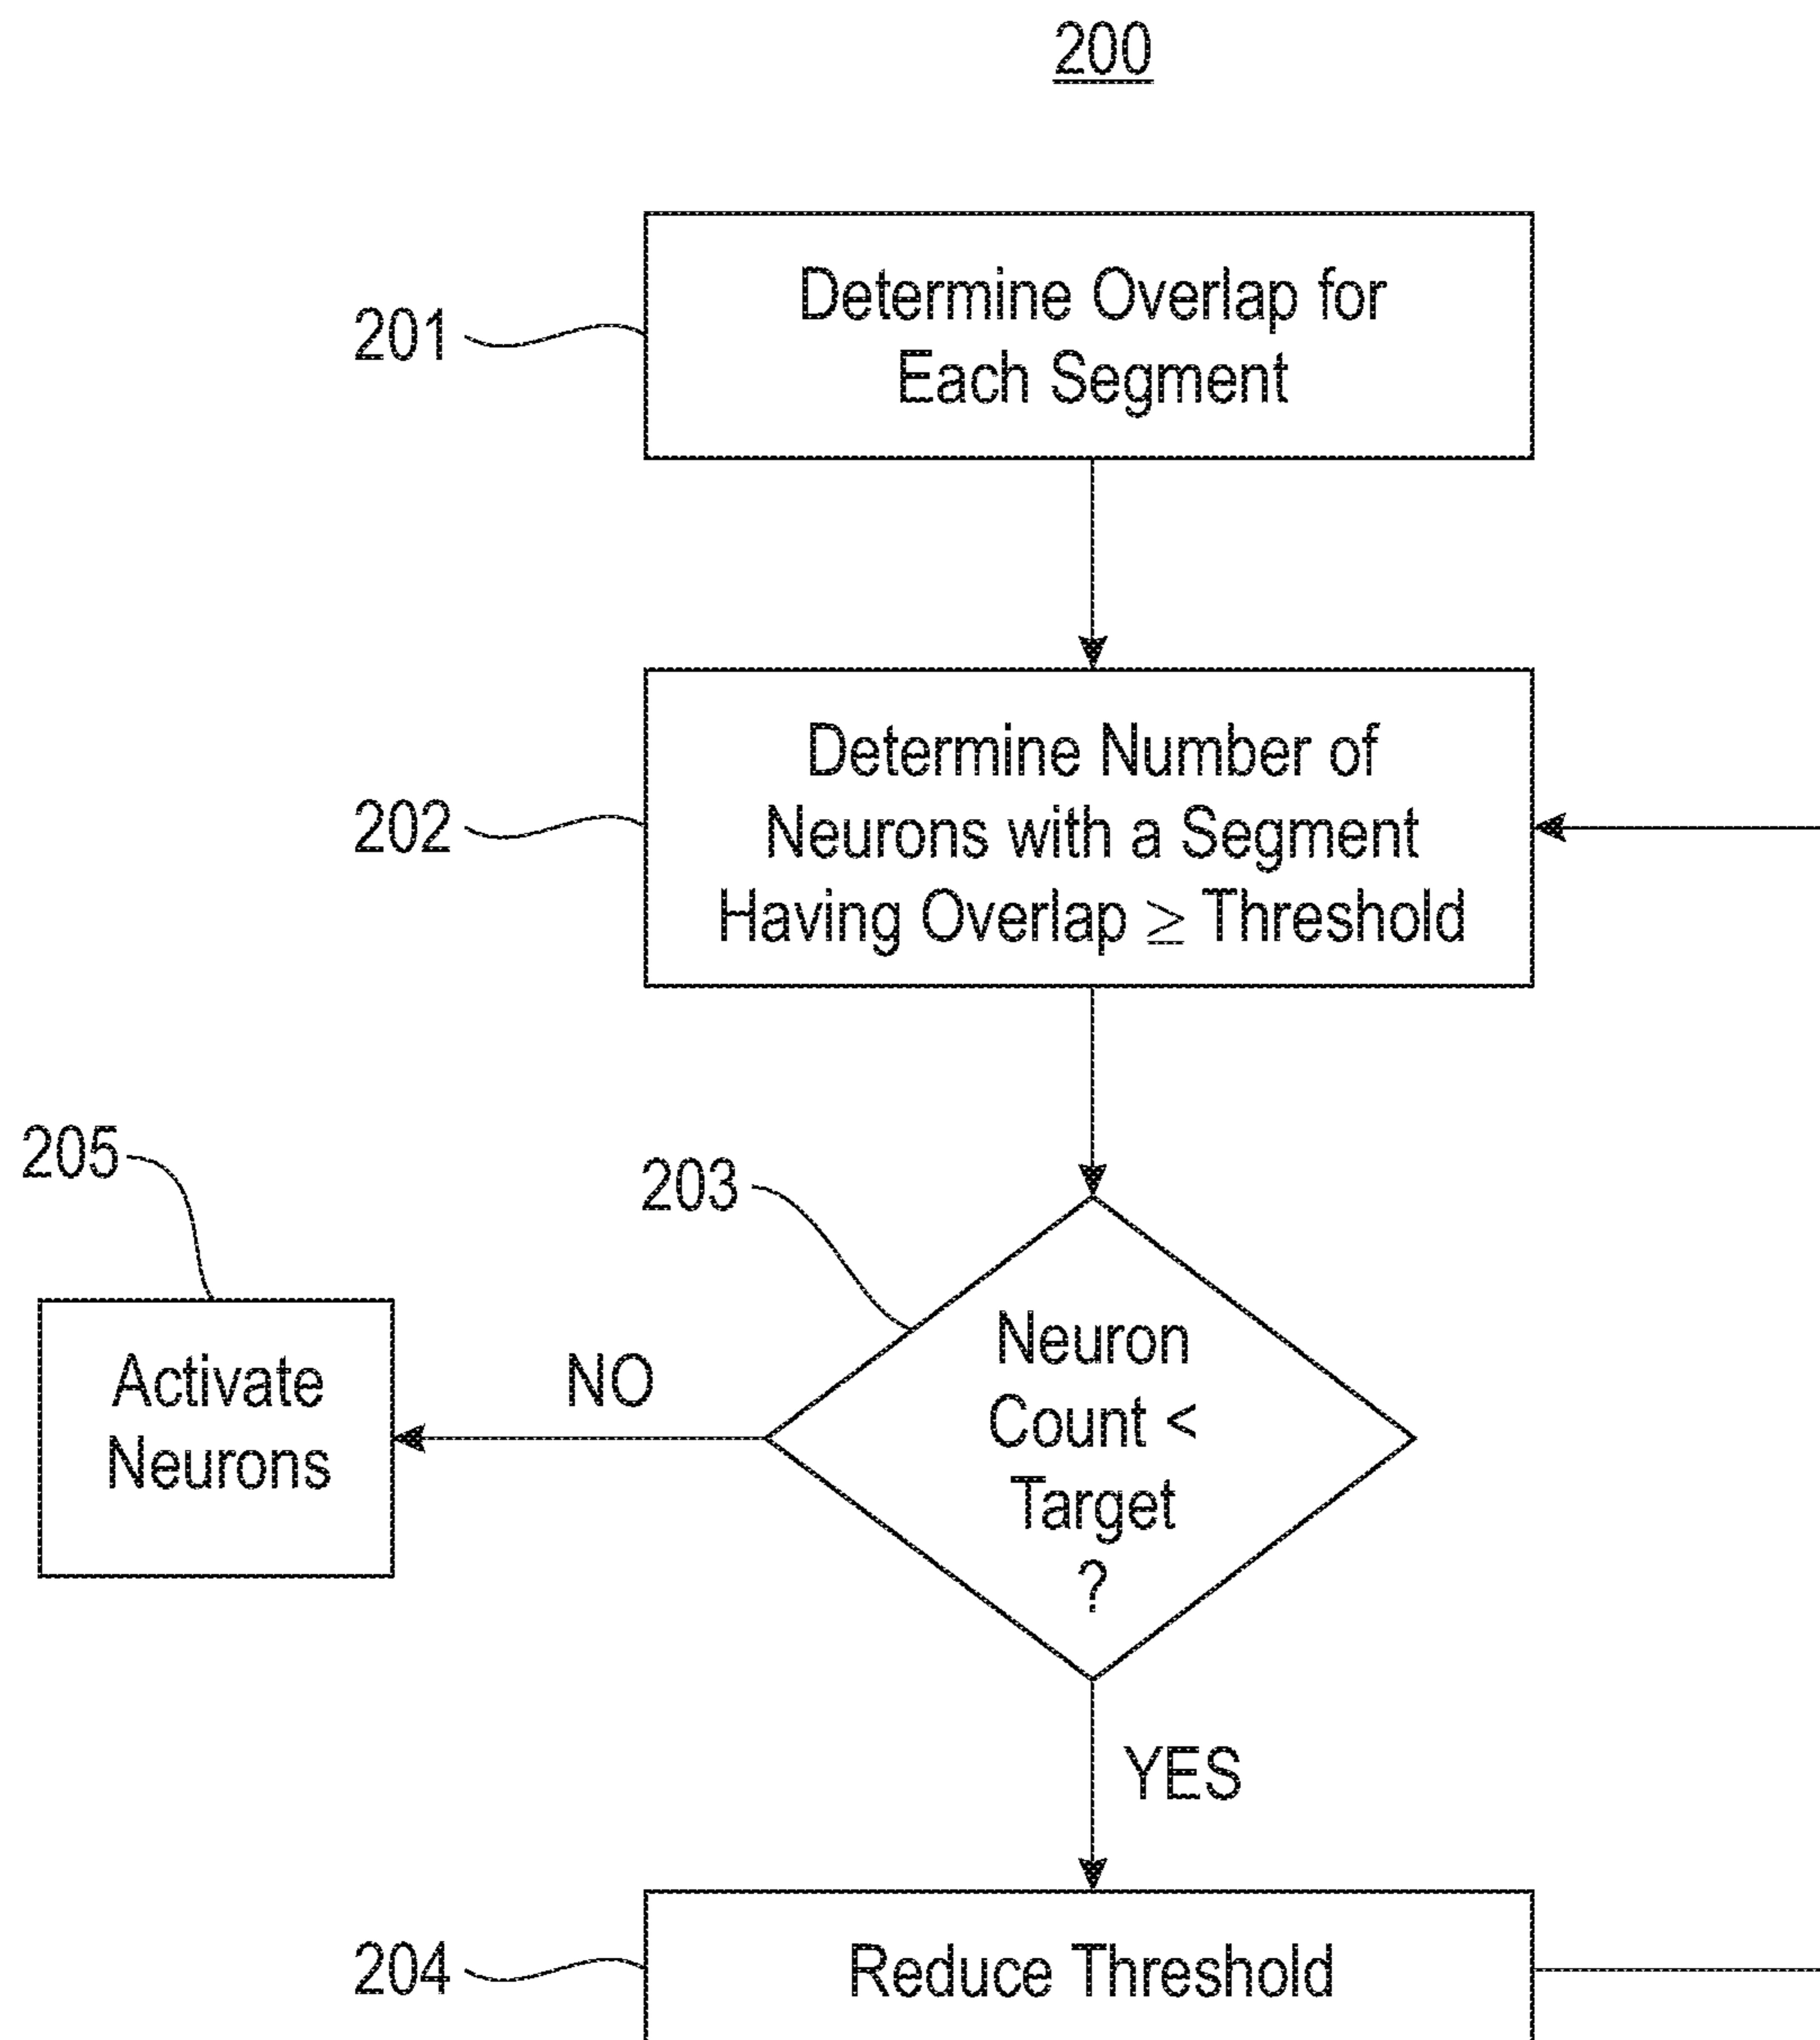 200
201
Determine Overlap for
Each Segment
202
Determine Number of
Neurons with a Segment
Having Overlap ≥ Threshold
205
203
Activate
Neurons
NO
Neuron
Count <
Target
?
YES
204
Reduce Threshold